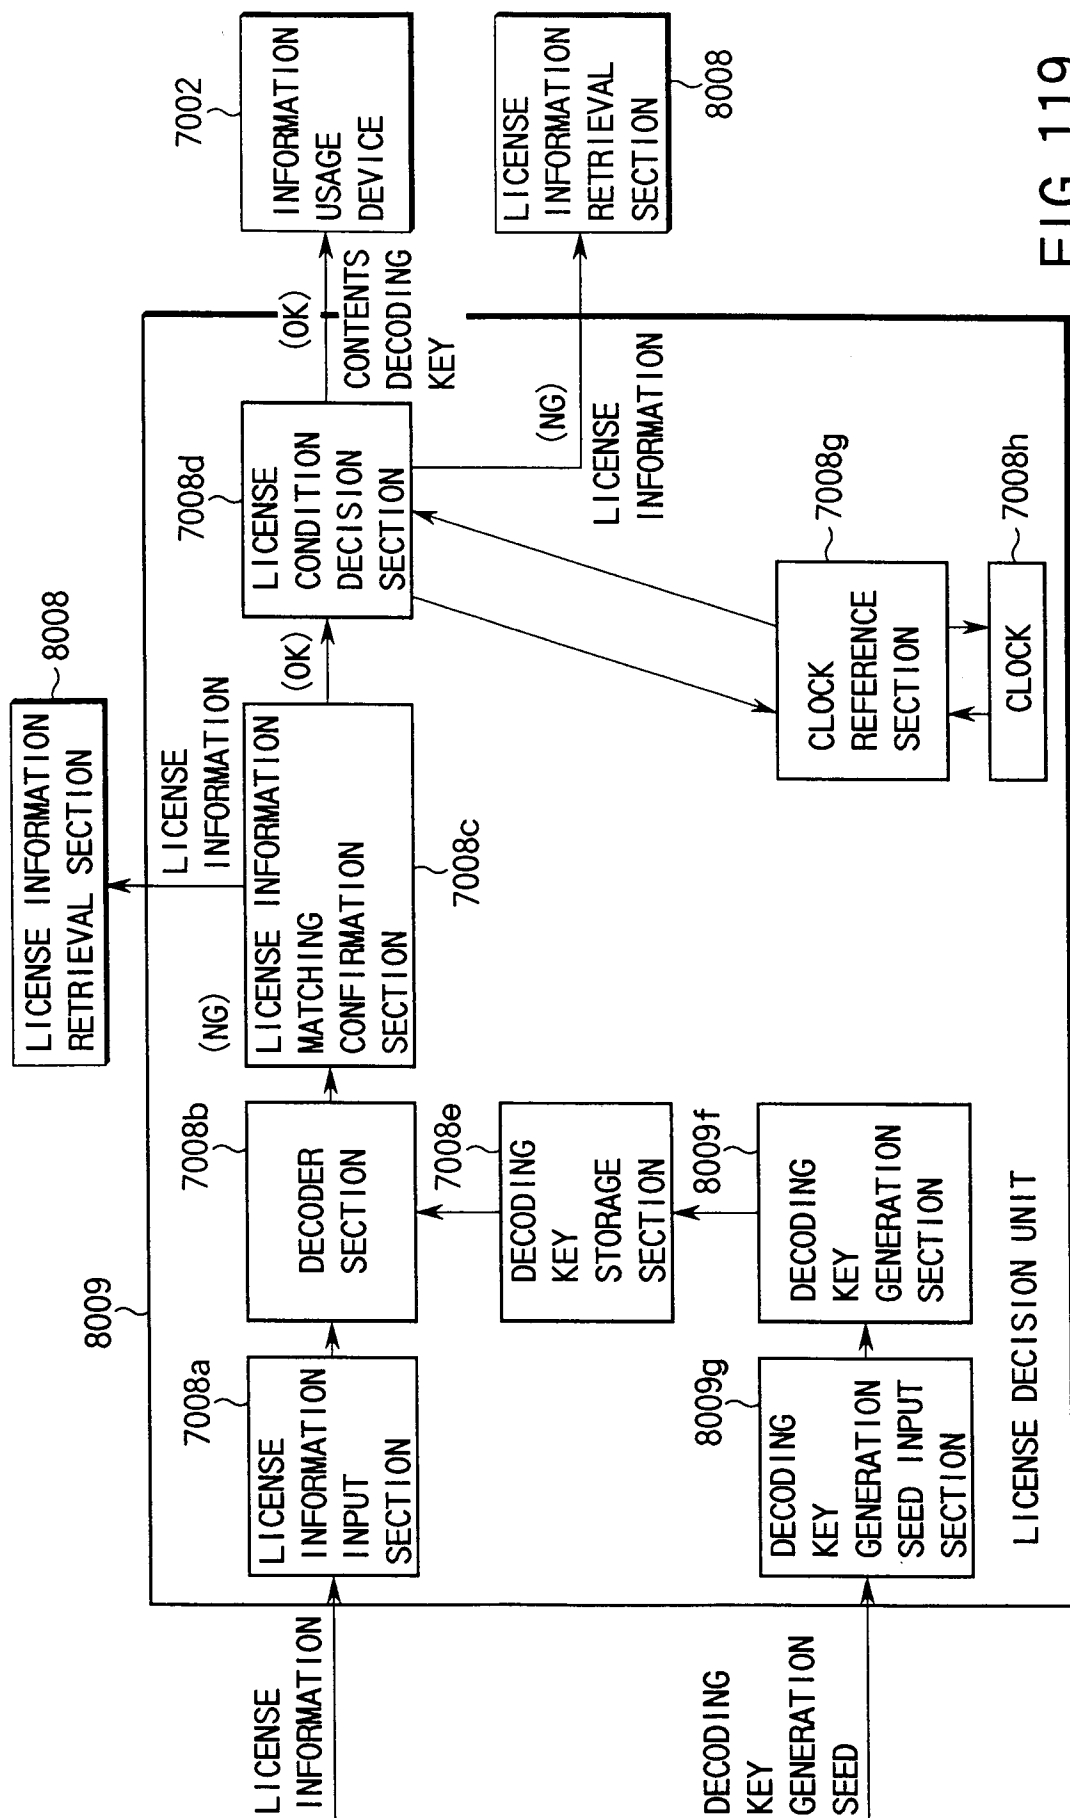 8008
LICENSE INFORMATION
RETRIEVAL SECTION
8009
(NG)
LICENSE
INFORMATION
LICENSE
INFORMATION
7008a
LICENSE
INFORMATION
INPUT
SECTION
7008b
DECODER
SECTION
LICENSE INFORMATION
MATCHING
CONFIRMATION
SECTION
7008c
(OK)
7008d
LICENSE
CONDITION
DECISION
SECTION
(OK)
CONTENTS
DECODING
KEY
7002
INFORMATION
USAGE
DEVICE
7008e
DECODING
KEY
STORAGE
SECTION
(NG)
LICENSE
INFORMATION
LICENSE
INFORMATION
RETRIEVAL
SECTION
8008
DECODING
KEY
GENERATION
SEED
8009g
DECODING
KEY
GENERATION
SEED INPUT
SECTION
8009f
DECODING
KEY
GENERATION
SECTION
CLOCK
REFERENCE
SECTION
7008g
CLOCK
7008h
LICENSE DECISION UNIT
FIG. 119